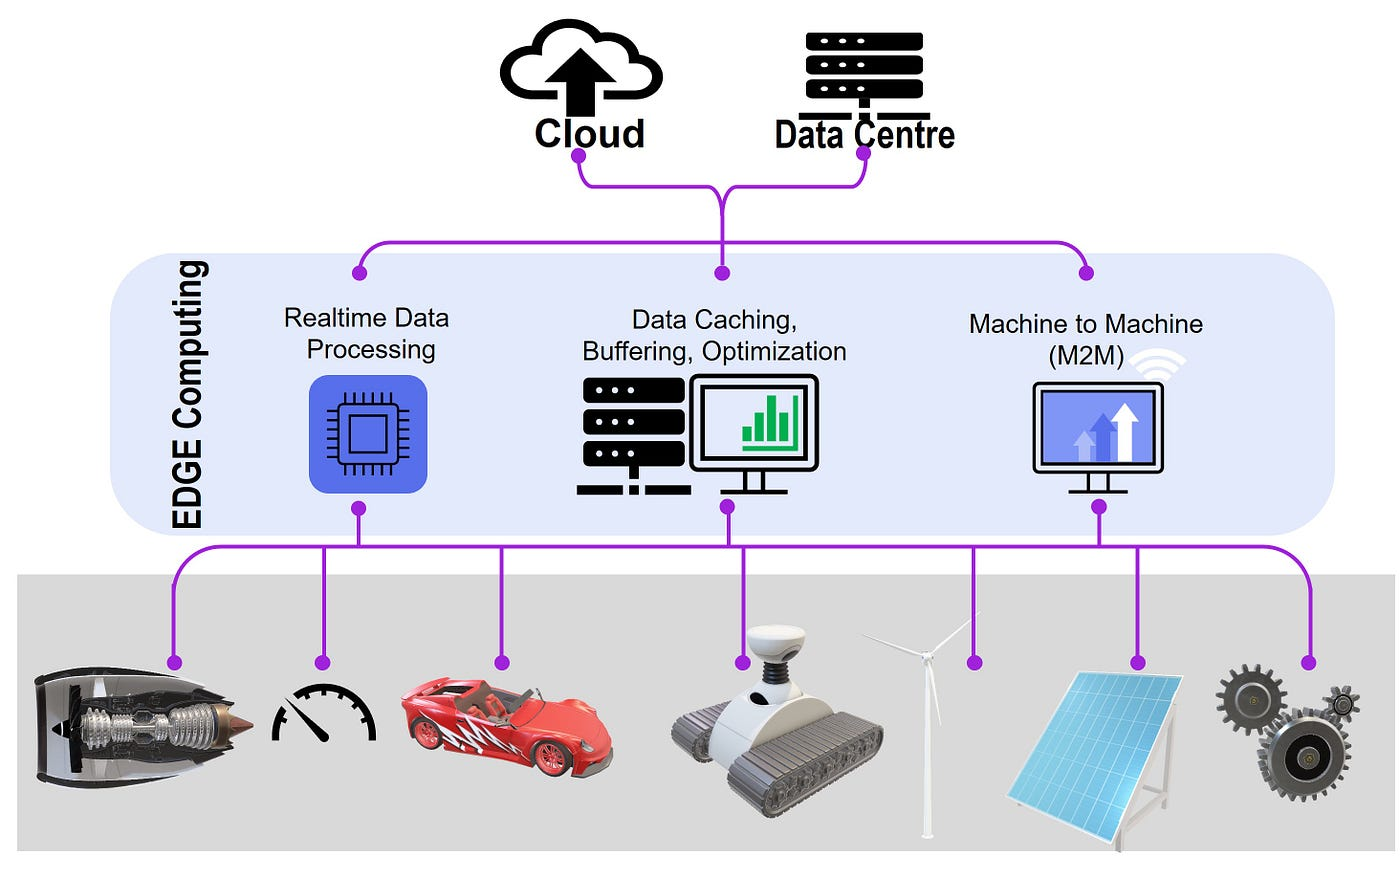 Cloud
Data Centre
EDGE Computing
Realtime Data
Processing
Data Caching,
Buffering, Optimization
Machine to Machine
(M2M)